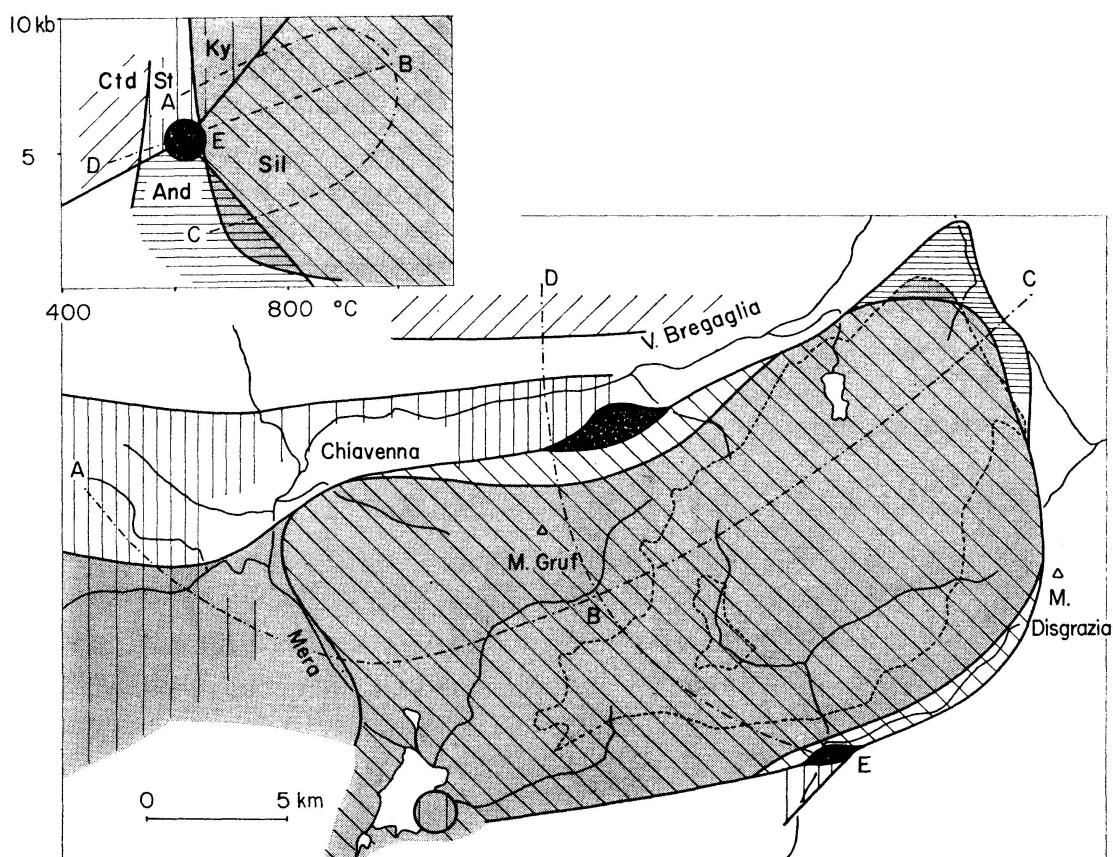 10 kb
Ky
Ctd
St
A
B
D
E
5
Sil
And
C
400
800
°C
D
C
V. Bregaglia
Chiavenna
A
M. Gruf
B
M.
Disgrazia
Mera
E
0
5 km